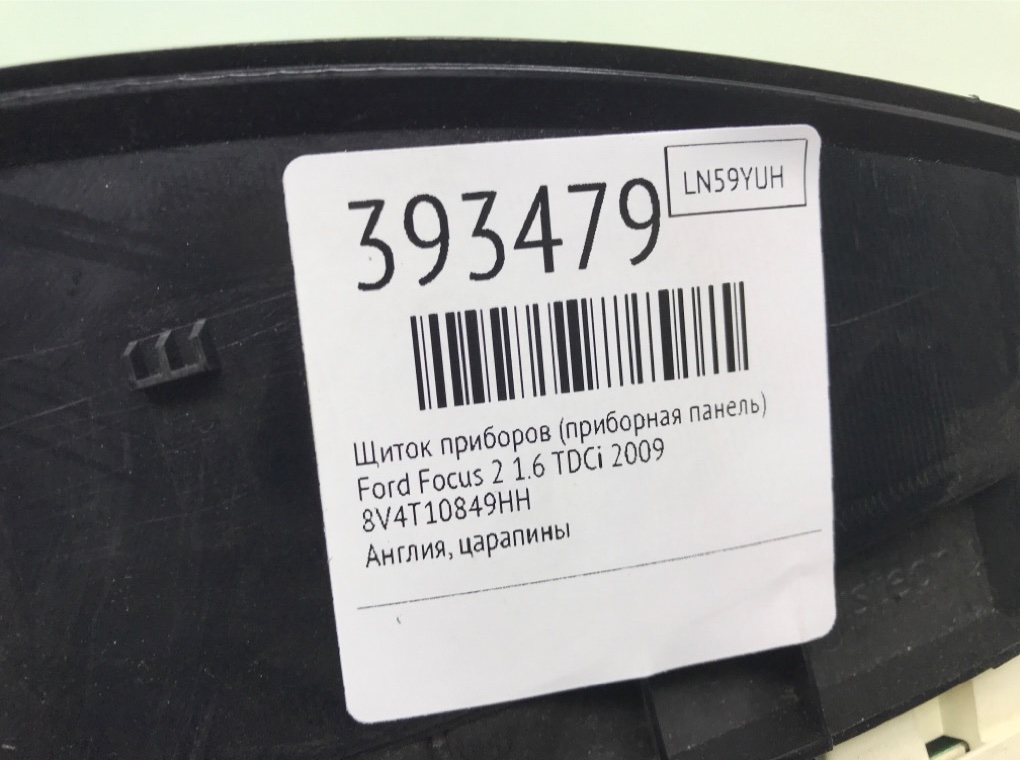 393479
LN59YUH
Щиток приборов (приборная панель)
Ford Focus 2 1.6 TDCi 2009
8V4T10849HH
Англия, царапины